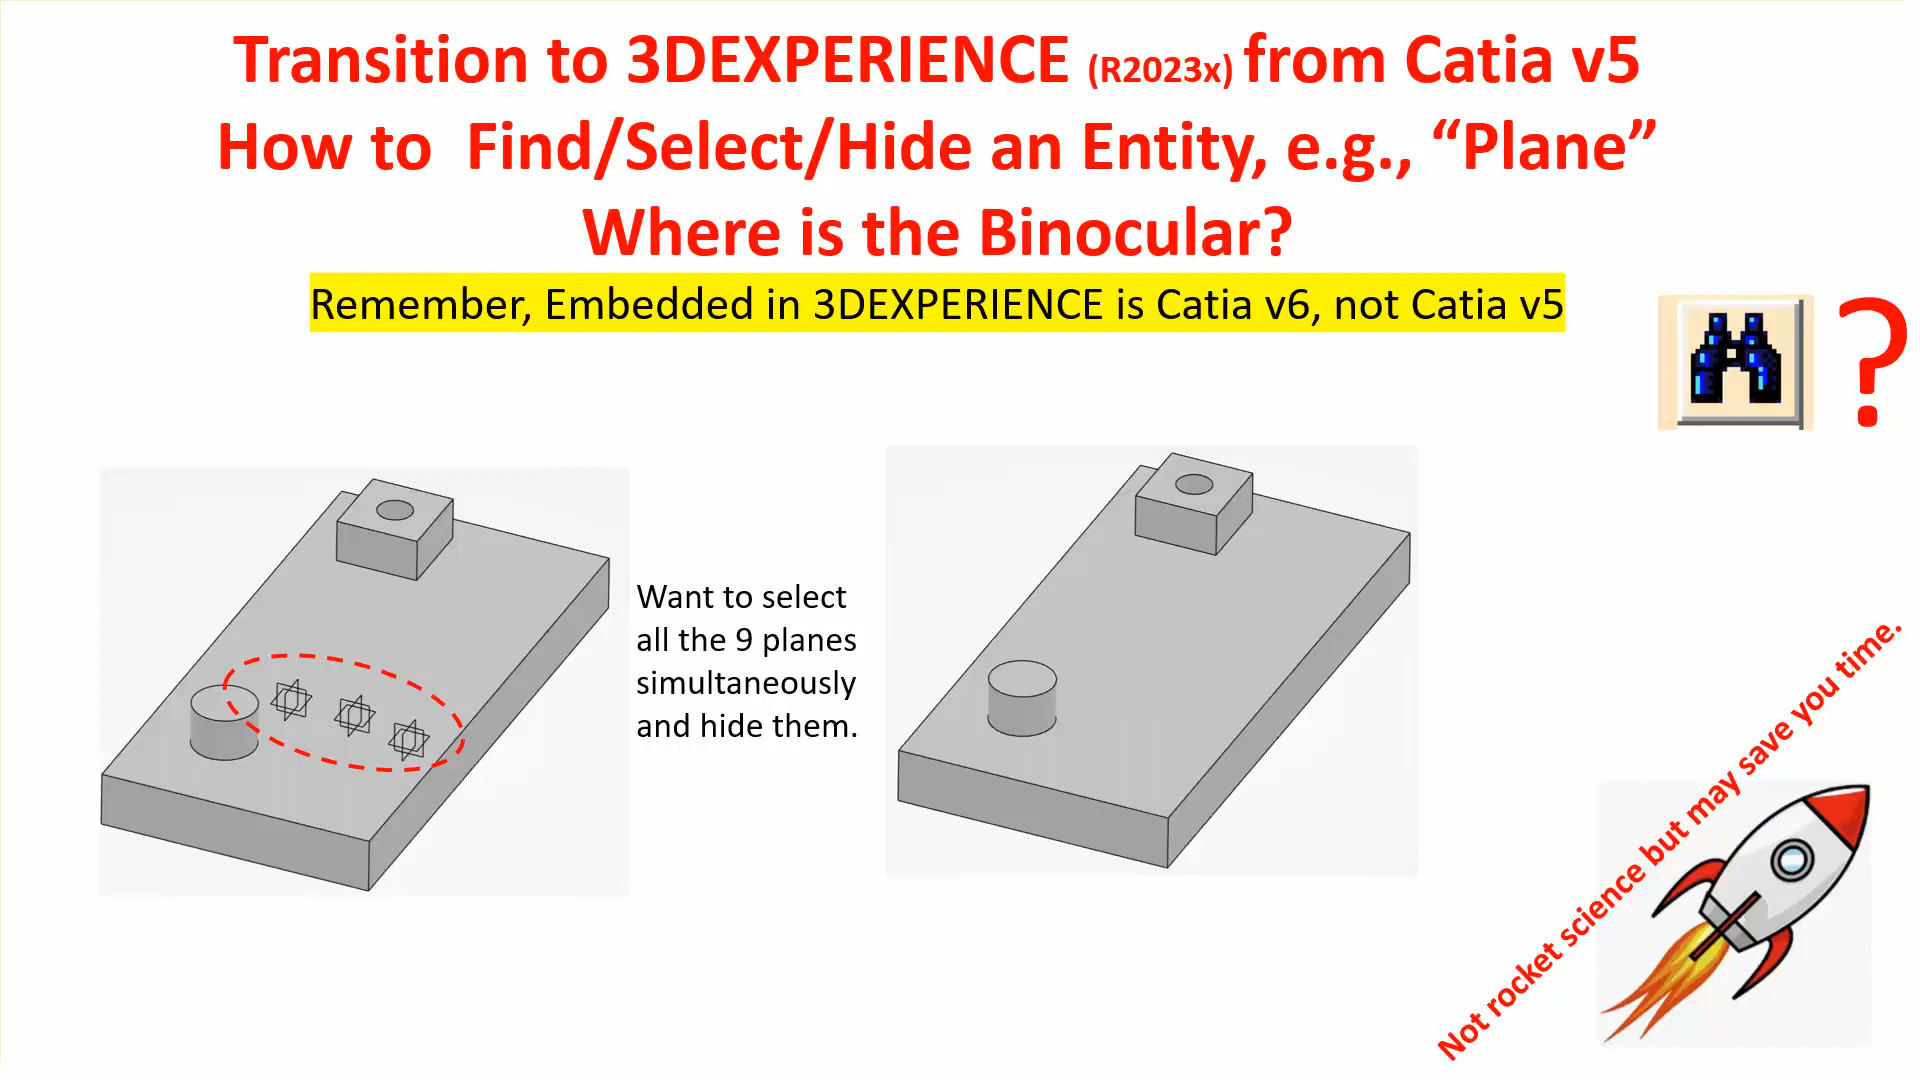 Transition to 3DEXPERIENCE (R2023x) from Catia v5
How to Find/Select/Hide an Entity, e.g., “Plane”
Where is the Binocular?
Remember, Embedded in 3DEXPERIENCE is Catia v6, not Catia v5
?
Want to select
all the 9 planes
simultaneously
and hide them.
Not rocket science but may save you time.